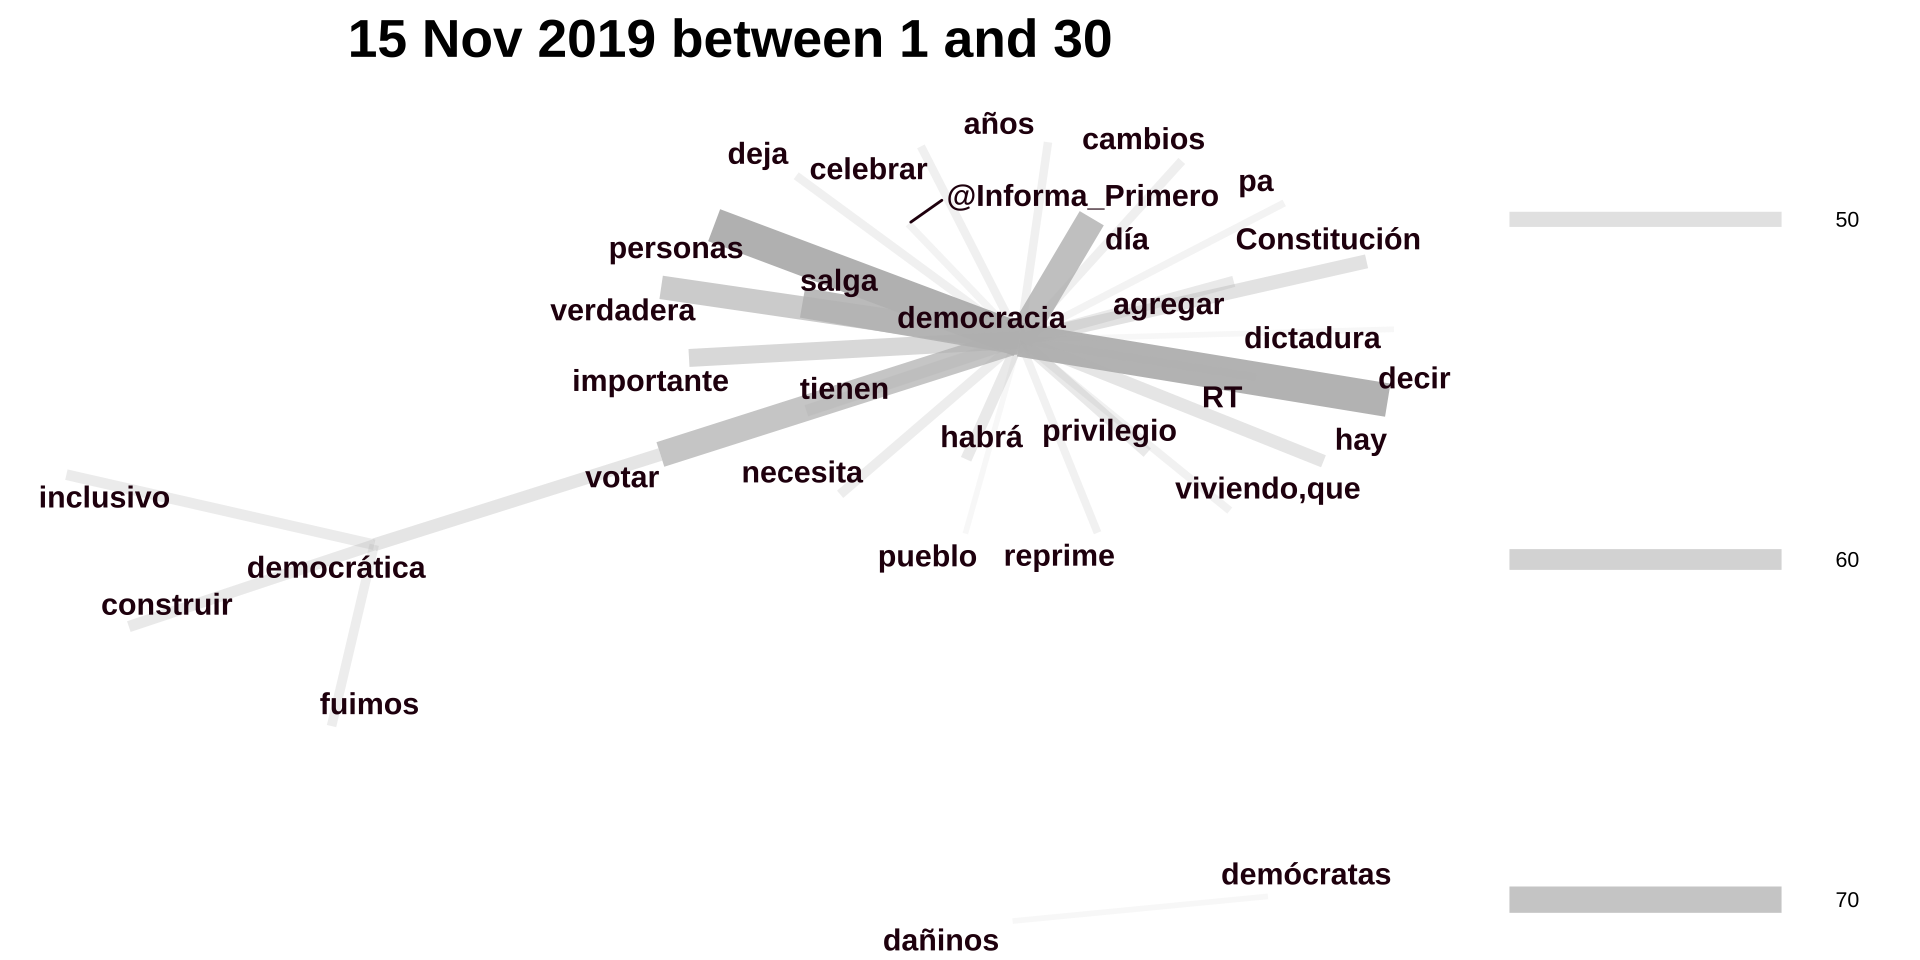 15 Nov 2019 between 1 and 30
años
cambios
deja
celebrar
@Informa_Primero
pa
personas
día
Constitución
50
salga
verdadera
democracia
agregar
dictadura
importante
tienen
RT
decir
habrá
privilegio
hay
votar
necesita
viviendo,que
inclusivo
pueblo
reprime
60
democrática
construir
fuimos
demócratas
70
dañinos